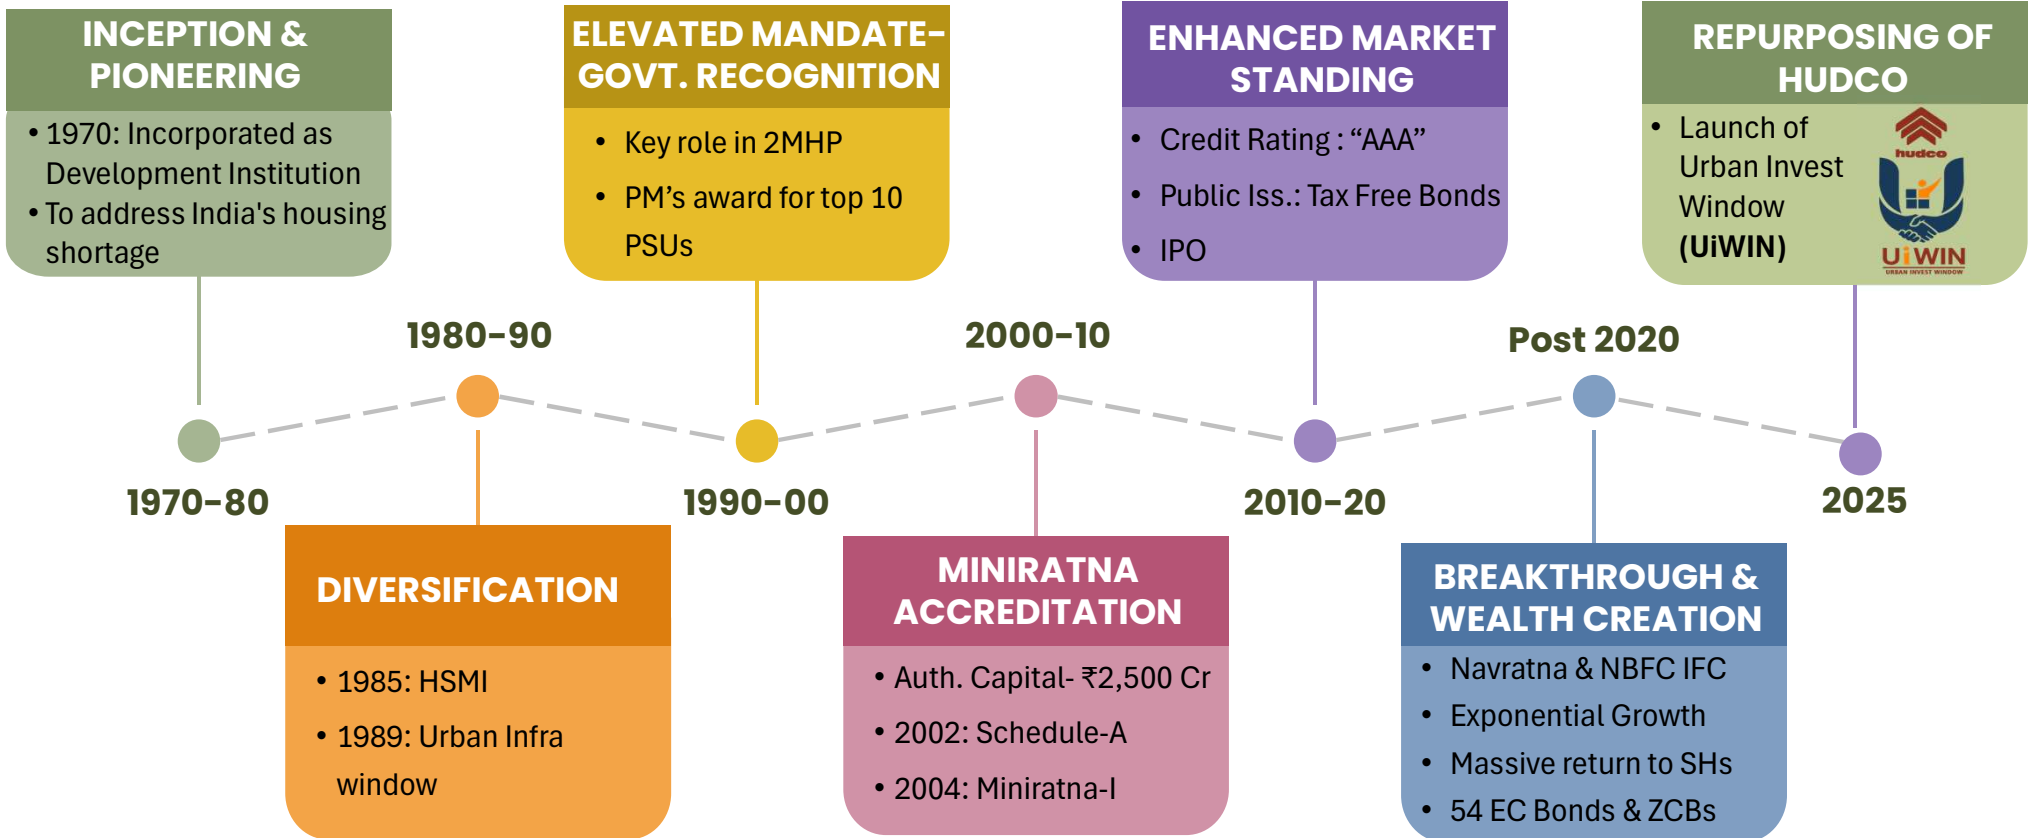 INCEPTION &
PIONEERING
• 1970: Incorporated as
Development Institution
• To address India's housing
shortage
ELEVATED MANDATE-
GOVT. RECOGNITION
• Key role in 2MHP
• PM's award for top 10
PSUs
ENHANCED MARKET
STANDING
• Credit Rating : “AAA”
• Public Iss.: Tax Free Bonds
• IPO
REPURPOSING OF
HUDCO
• Launch of
Urban Invest
Window
(UiWIN)
hudco
UiWIN
URBAN INVEST WINDOW
1980-90
2000-10
Post 2020
1970-80
1990-00
2010-20
2025
DIVERSIFICATION
• 1985: HSMI
• 1989: Urban Infra
window
MINIRATNA
ACCREDITATION
• Auth. Capital- ₹2,500 Cr
• 2002: Schedule-A
• 2004: Miniratna-I
BREAKTHROUGH &
WEALTH CREATION
• Navratna & NBFC IFC
• Exponential Growth
• Massive return to SHs
• 54 EC Bonds & ZCBs